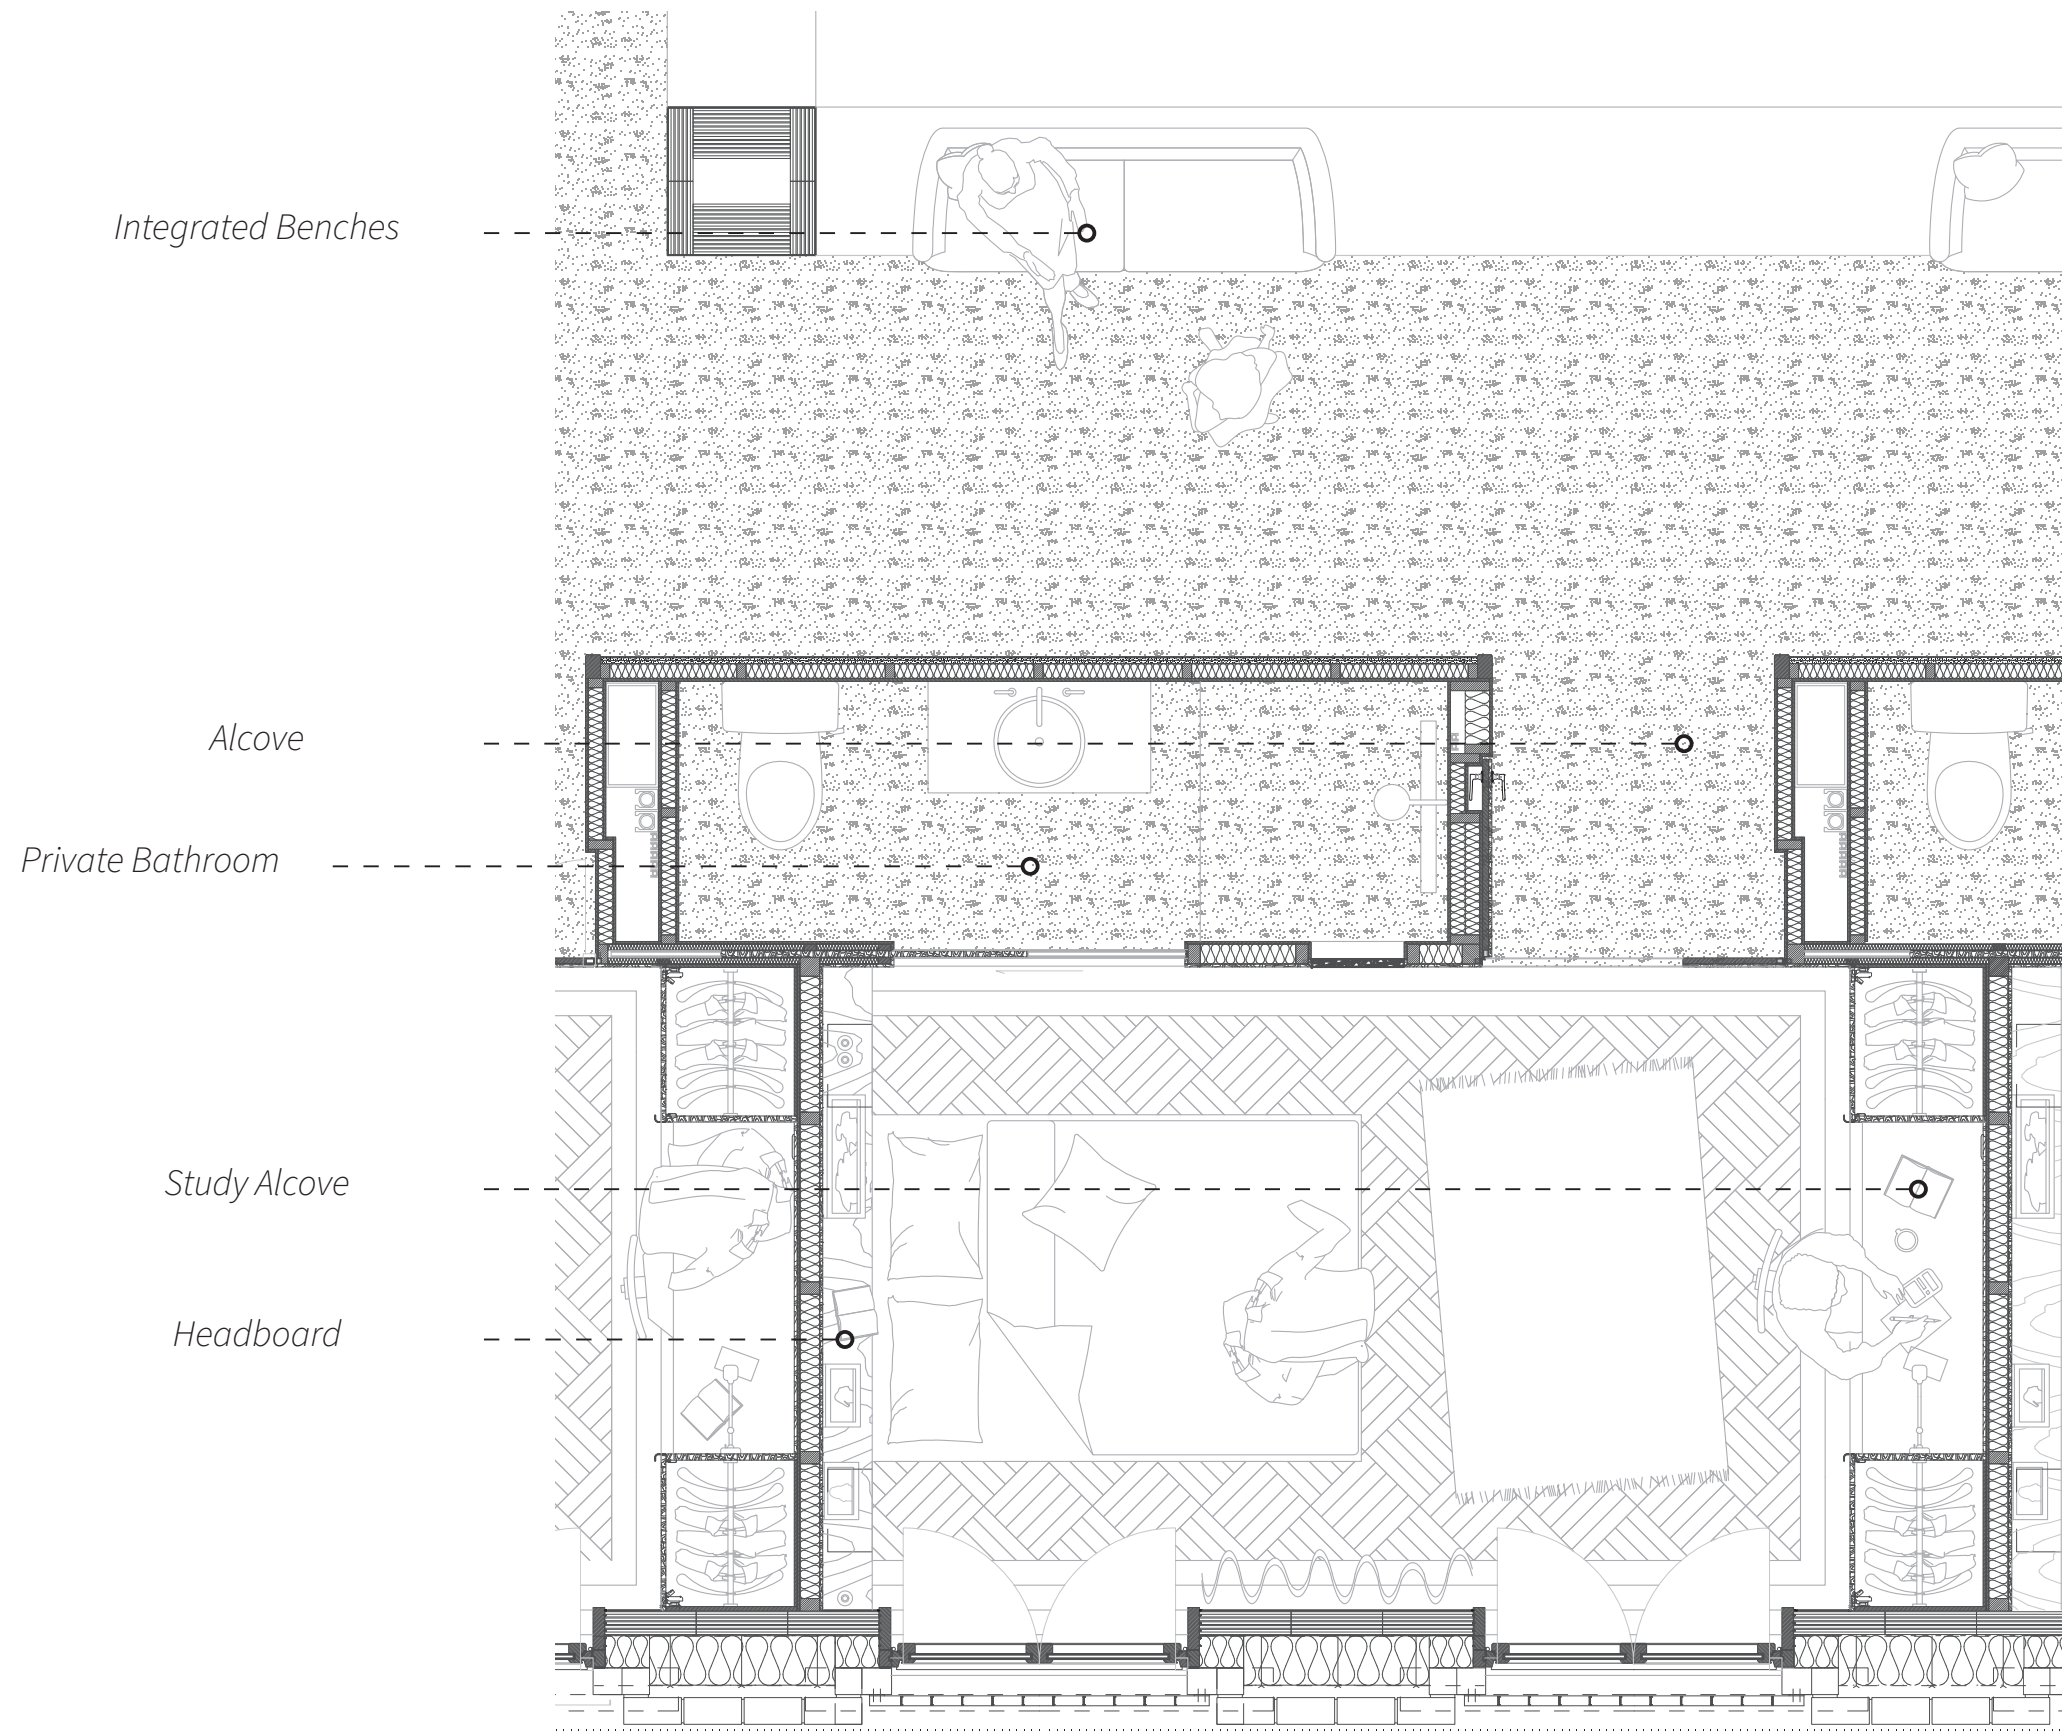 Integrated Benches
Alcove
Private Bathroom
Study Alcove
Headboard